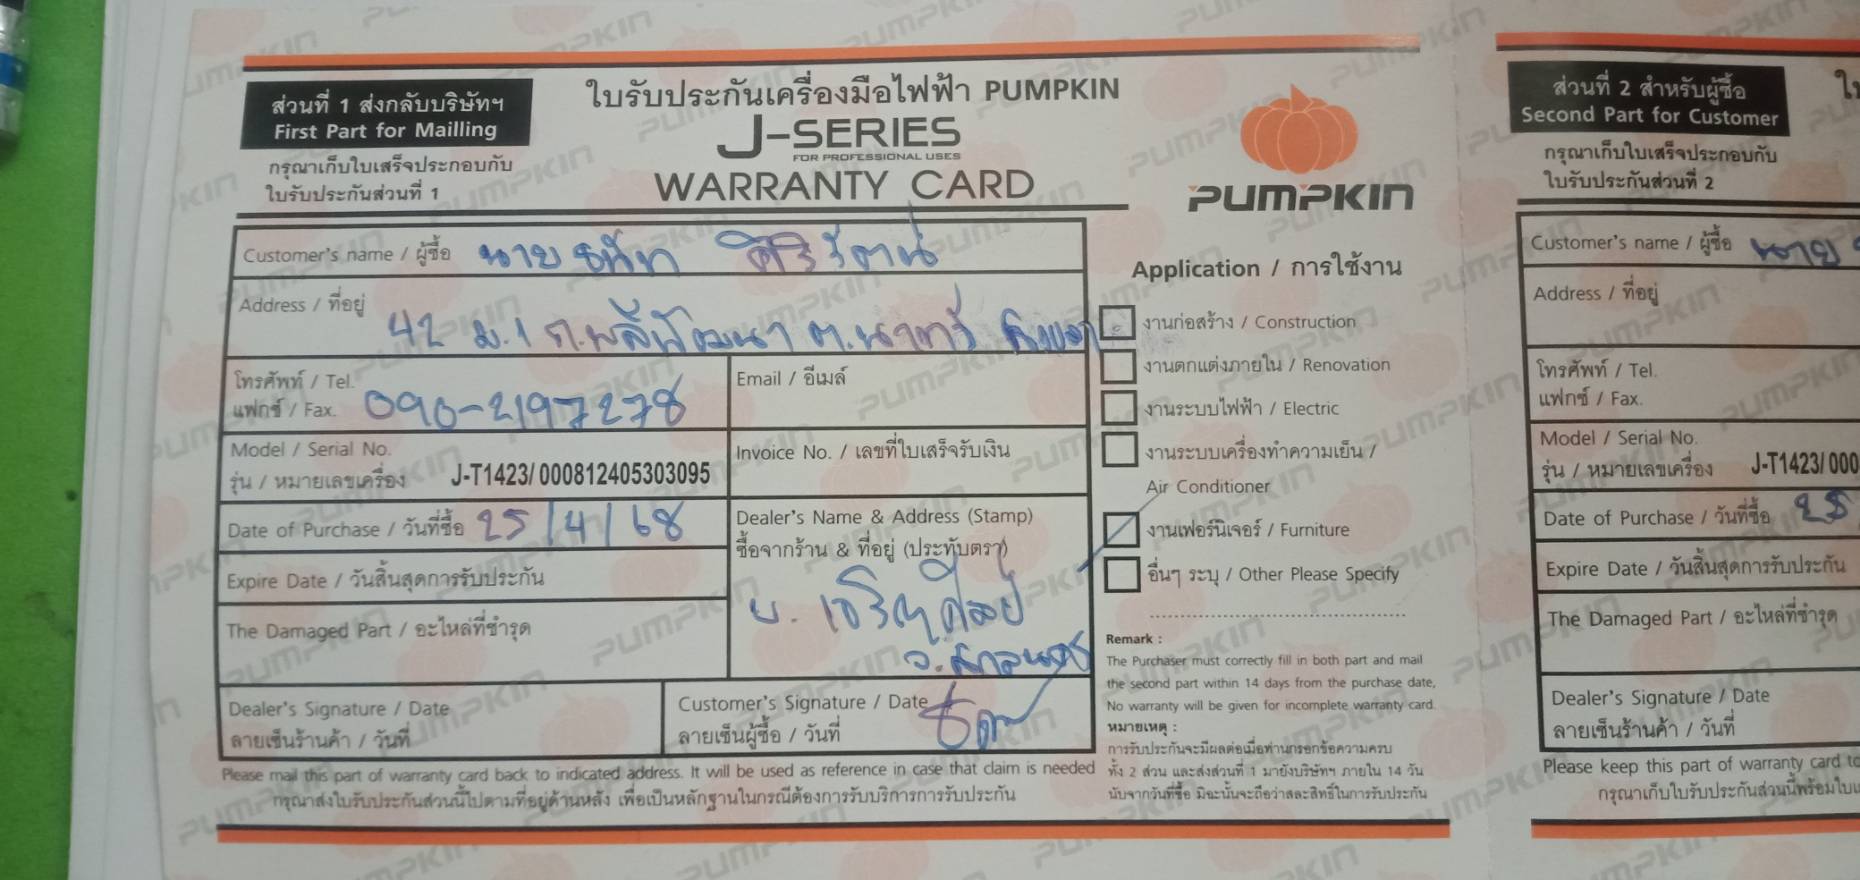 ส่วนที่ 1 ส่งกลับบริษัทฯ
First Part for Mailling
กรุณาเก็บใบเสร็จประกอบกับ
ใบรับประกันส่วนที่ 1
ใบรับประกันเครื่องมือไฟฟ้า PUMPKIN
J-SERIES
FOR PROFESSIONAL USES
WARRANTY CARD
PUMPKIN
Customer's name / ผู้ซื้อ นาย ธนัท ศิริรัตน์
Address / ที่อยู่
42 ม.1 ถ.พลีพัฒนา ต.นาทวี สงขลา
โทรศัพท์ / Tel.
แฟกซ์ / Fax. 090-2197278
Email / อีเมล์
Model / Serial No.
รุ่น / หมายเลขเครื่อง J-T1423/000812405303095
Invoice No. / เลขที่ใบเสร็จรับเงิน
Date of Purchase / วันที่ซื้อ 25/4/68
Dealer's Name & Address (Stamp)
ซื้อจากร้าน & ที่อยู่ (ประทับตรา)
Expire Date / วันสิ้นสุดการรับประกัน
The Damaged Part / อะไหล่ที่ชำรุด
Dealer's Signature / Date
ลายเซ็นร้านค้า / วันที่
Customer's Signature / Date
ลายเซ็นผู้ซื้อ / วันที่
Please mail this part of warranty card back to indicated address. It will be used as reference in case that claim is needed
กรุณาส่งใบรับประกันส่วนนี้ไปตามที่อยู่ด้านหลัง เพื่อเป็นหลักฐานในกรณีต้องการรับบริการการรับประกัน
Application / การใช้งาน
งานก่อสร้าง / Construction
งานตกแต่งภายใน / Renovation
งานระบบไฟฟ้า / Electric
งานระบบเครื่องทำความเย็น /
Air Conditioner
งานเฟอร์นิเจอร์ / Furniture
อื่นๆ ระบุ / Other Please Specify
Remark :
The Purchaser must correctly fill in both part and mail
the second part within 14 days from the purchase date,
No warranty will be given for incomplete warranty card.
หมายเหตุ :
การรับประกันจะมีผลต่อเมื่อท่านกรอกข้อความครบ
ทั้ง 2 ส่วน และส่งส่วนที่ 1 มายังบริษัทฯ ภายใน 14 วัน
นับจากวันที่ซื้อ มิฉะนั้นจะถือว่าสละสิทธิ์ในการรับประกัน
ส่วนที่ 2 สำหรับผู้ซื้อ
Second Part for Customer
กรุณาเก็บใบเสร็จประกอบกับ
ใบรับประกันส่วนที่ 2
Customer's name / ผู้ซื้อ นาย
Address / ที่อยู่
โทรศัพท์ / Tel.
แฟกซ์ / Fax.
Model / Serial No.
รุ่น / หมายเลขเครื่อง J-T1423/000
Date of Purchase / วันที่ซื้อ 25
Expire Date / วันสิ้นสุดการรับประกัน
The Damaged Part / อะไหล่ที่ชำรุด
Dealer's Signature / Date
ลายเซ็นร้านค้า / วันที่
Please keep this part of warranty card to
กรุณาเก็บใบรับประกันส่วนนี้พร้อมใบ